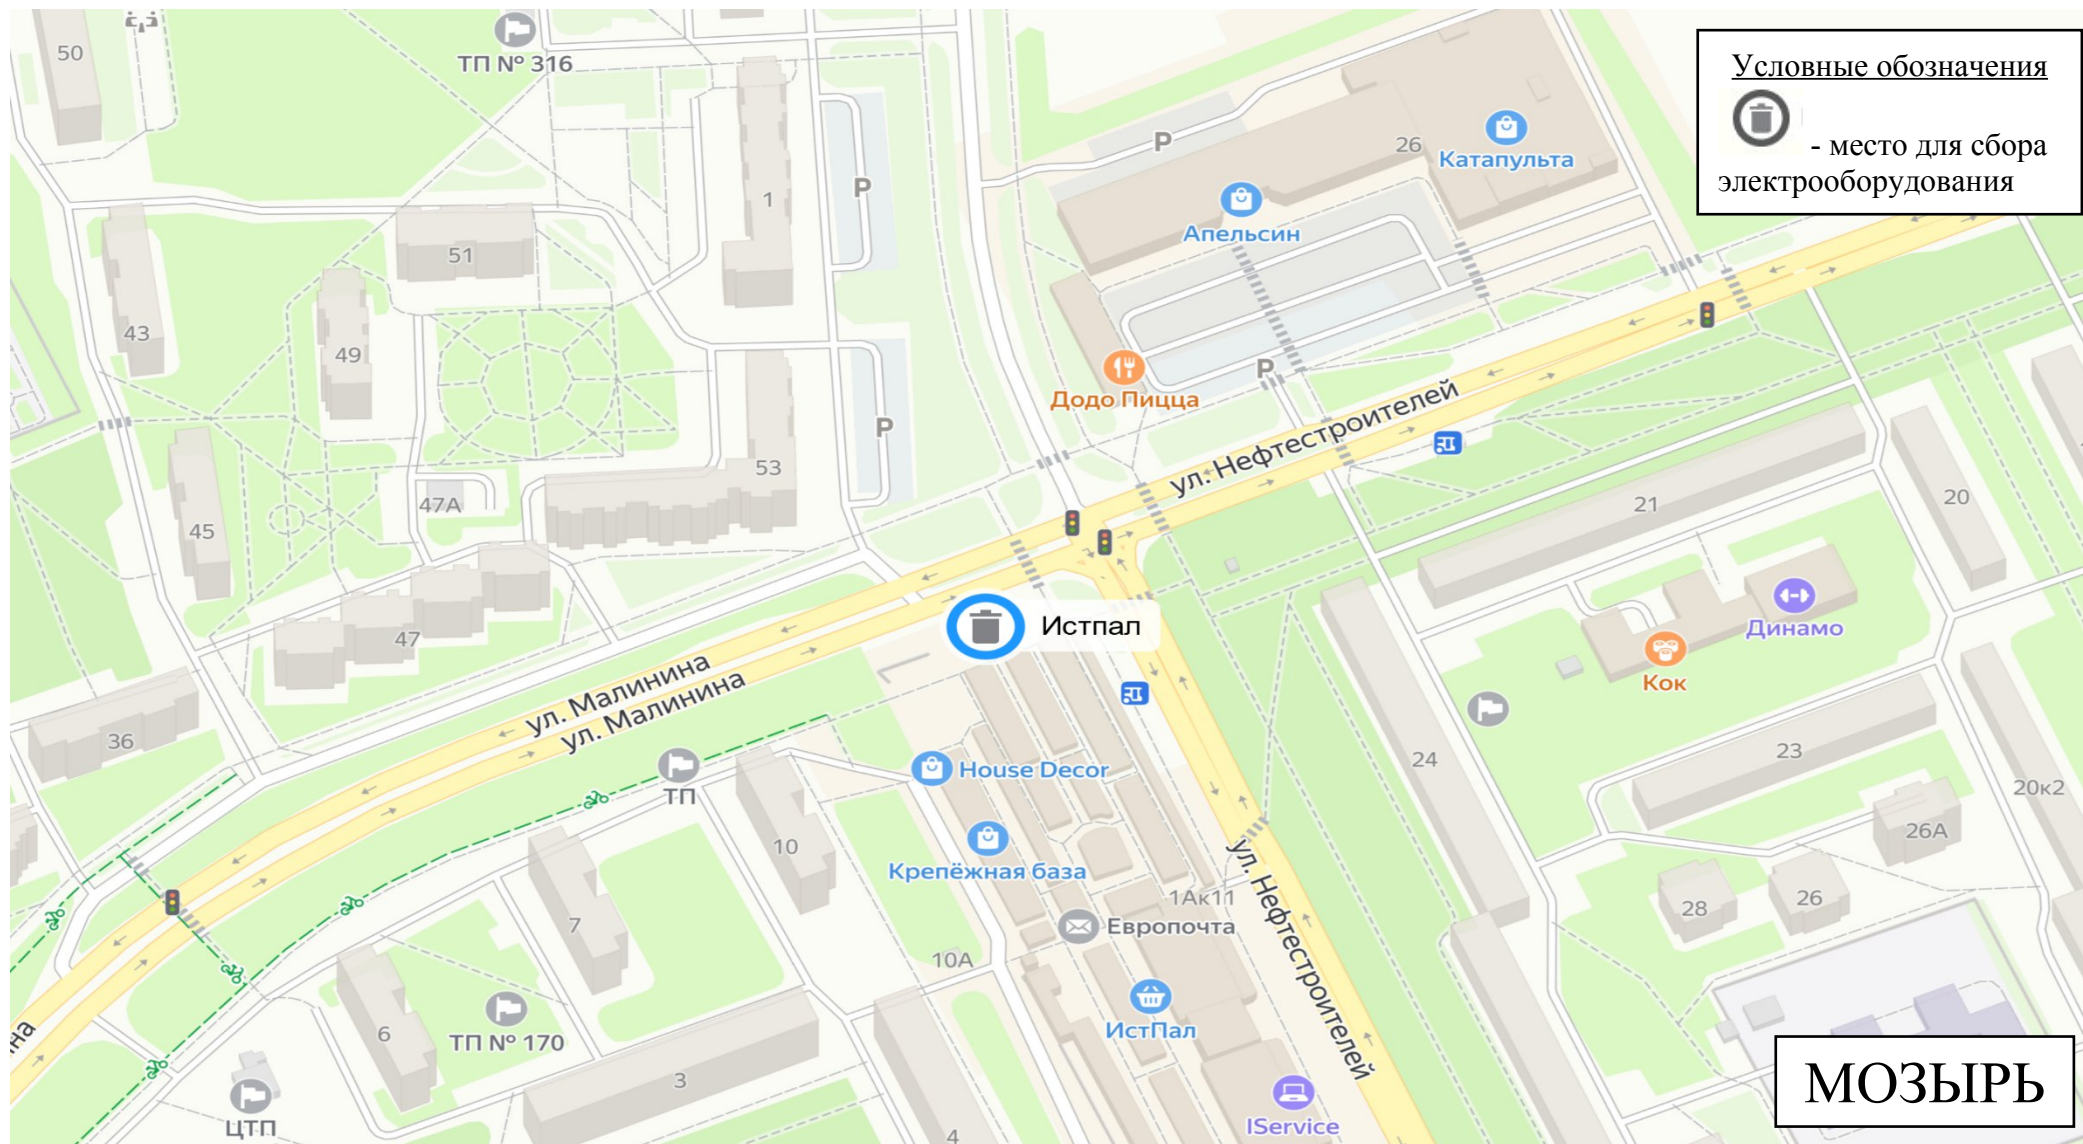 50
ТП № 316
Условные обозначения
- место для сбора
электрооборудования
P
26
Катапульта
1
P
Апельсин
51
43
49
Додо Пицца
P
P
ул. Нефтестроителей
53
47А
45
21
20
47
Истпал
Динамо
Кок
ул. Малинина
ул. Малинина
36
ТП
House Decor
24
23
20к2
10
Крепёжная база
26А
ул. Нефтестроителей
1Ак11
28
26
7
Европочта
10А
6
ТП № 170
ИстПал
на
3
МОЗЫРЬ
ЦТП
4
IService